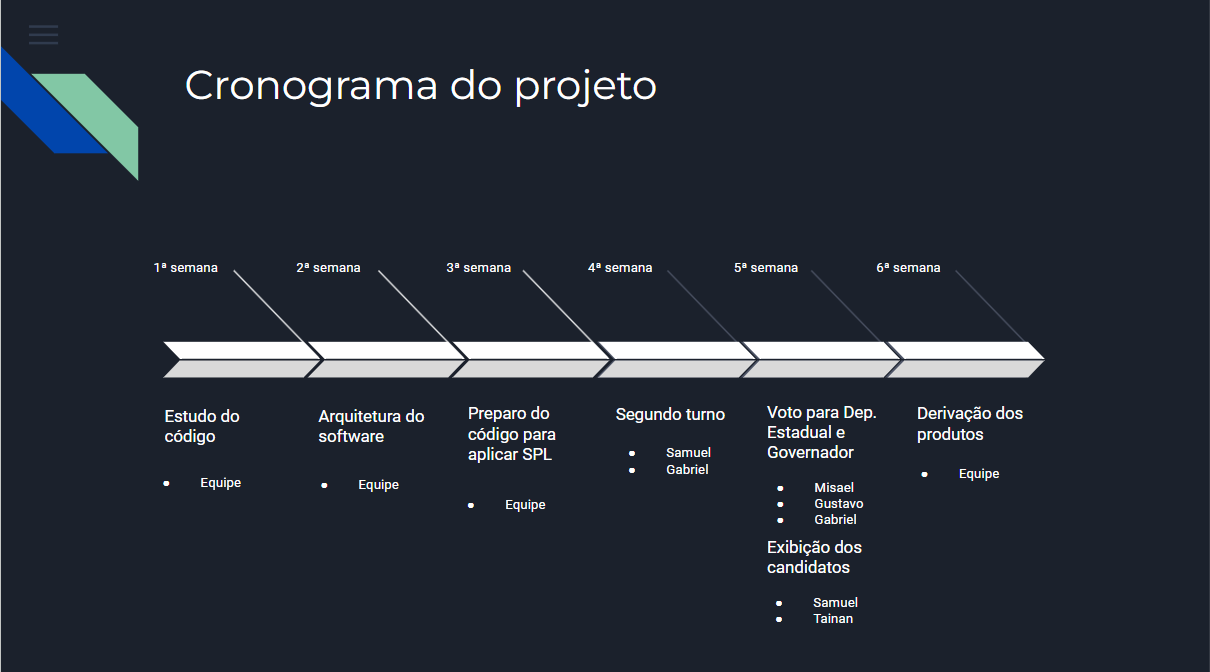 Cronograma do projeto
1ª semana
2ª semana
3ª semana
4ª semana
5ª semana
6ª semana
Estudo do
código
● Equipe
Arquitetura do
software
● Equipe
Preparo do
código para
aplicar SPL
● Equipe
Segundo turno
● Samuel
● Gabriel
Voto para Dep.
Estadual e
Governador
● Misael
● Gustavo
● Gabriel
Exibição dos
candidatos
● Samuel
● Tainan
Derivação dos
produtos
● Equipe